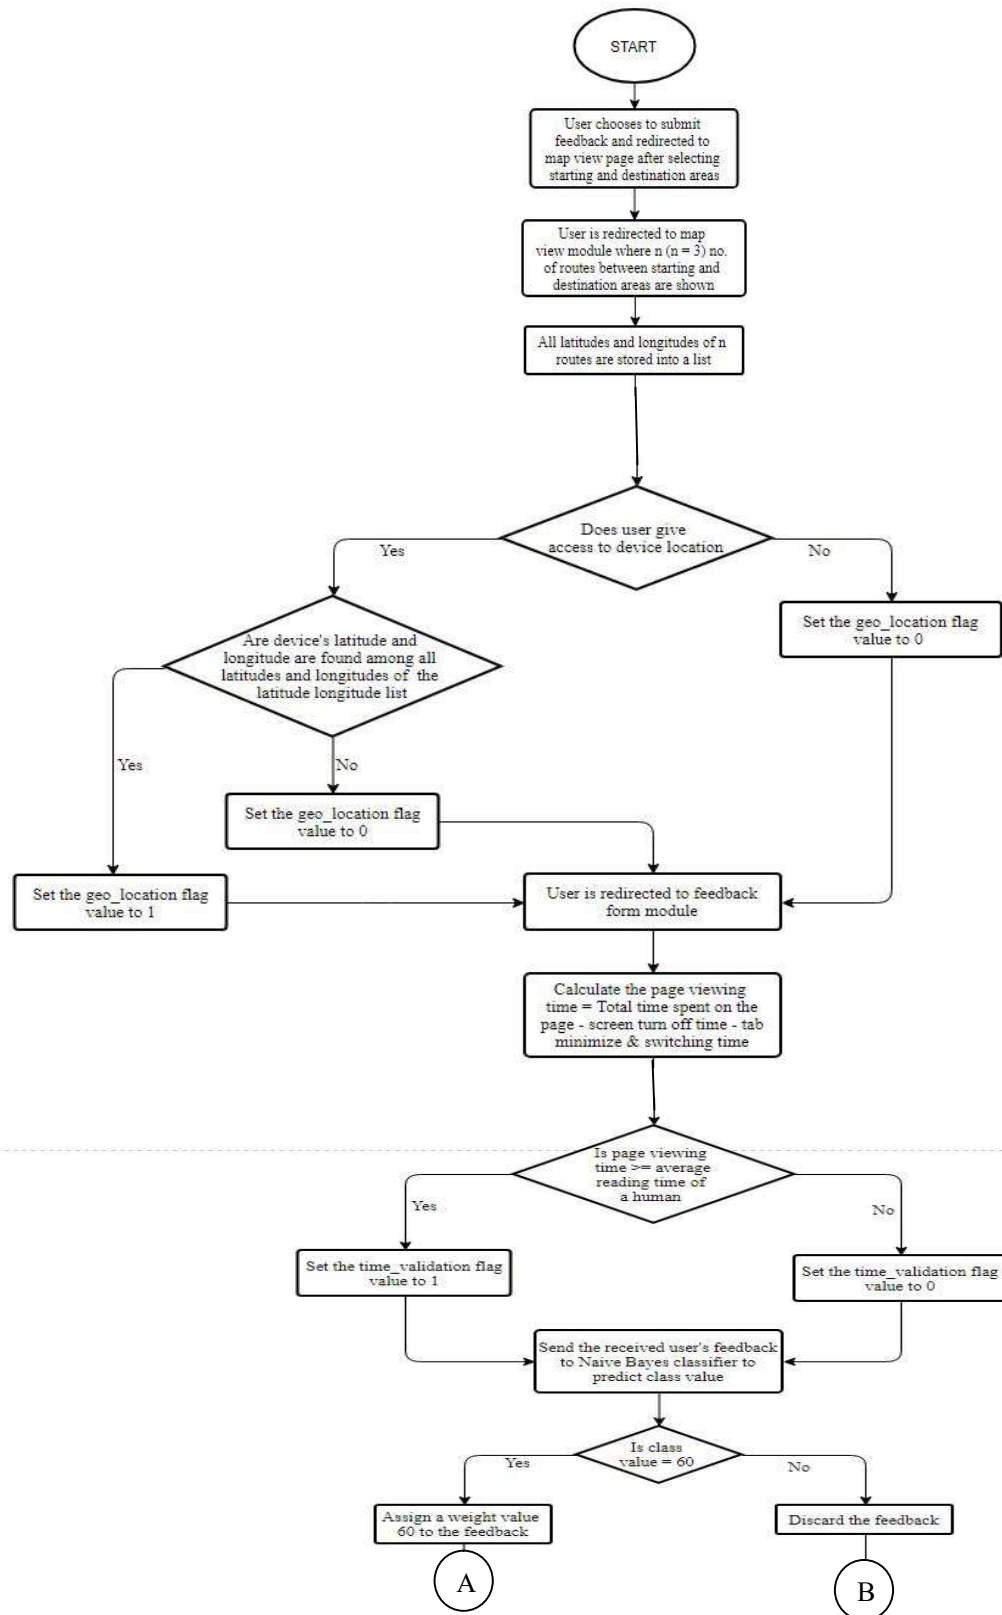 START
User chooses to submit
feedback and redirected to
map view page after selecting
starting and destination areas
User is redirected to map
view module where n (n = 3) no.
of routes between starting and
destination areas are shown
All latitudes and longitudes of n
routes are stored into a list
Does user give
access to device location
Yes
No
Set the geo_location flag
value to 0
Are device's latitude and
longitude are found among all
latitudes and longitudes of the
latitude longitude list
Yes
No
Set the geo_location flag
value to 0
Set the geo_location flag
value to 1
User is redirected to feedback
form module
Calculate the page viewing
time = Total time spent on the
page - screen turn off time - tab
minimize & switching time
Is page viewing
time >= average
reading time of
a human
Yes
No
Set the time_validation flag
value to 1
Set the time_validation flag
value to 0
Send the received user's feedback
to Naive Bayes classifier to
predict class value
Is class
value = 60
Yes
No
Assign a weight value
60 to the feedback
Discard the feedback
A
B